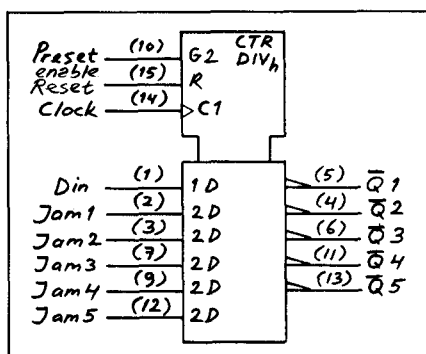 Preset (10) G2 CTR
enable DIVh
Reset (15) R
Clock (14) C1
Din (1) 1D (5) Q̅1
Jam1 (2) 2D (4) Q̅2
Jam2 (3) 2D (6) Q̅3
Jam3 (7) 2D (11) Q̅4
Jam4 (9) 2D (13) Q̅5
Jam5 (12) 2D